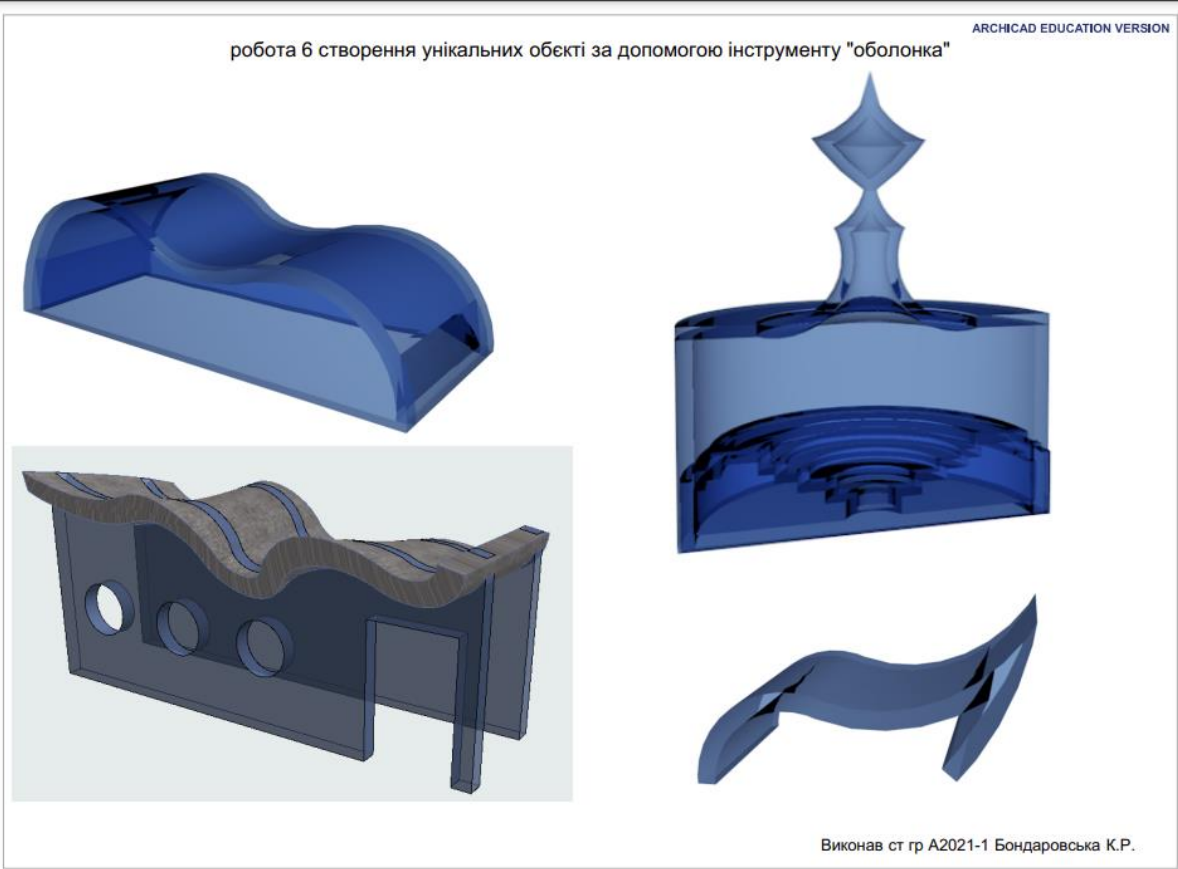 ARCHICAD EDUCATION VERSION
робота 6 створення унікальних обєкті за допомогою інструменту "оболонка"
Виконав ст гр А2021-1 Бондаровська К.Р.